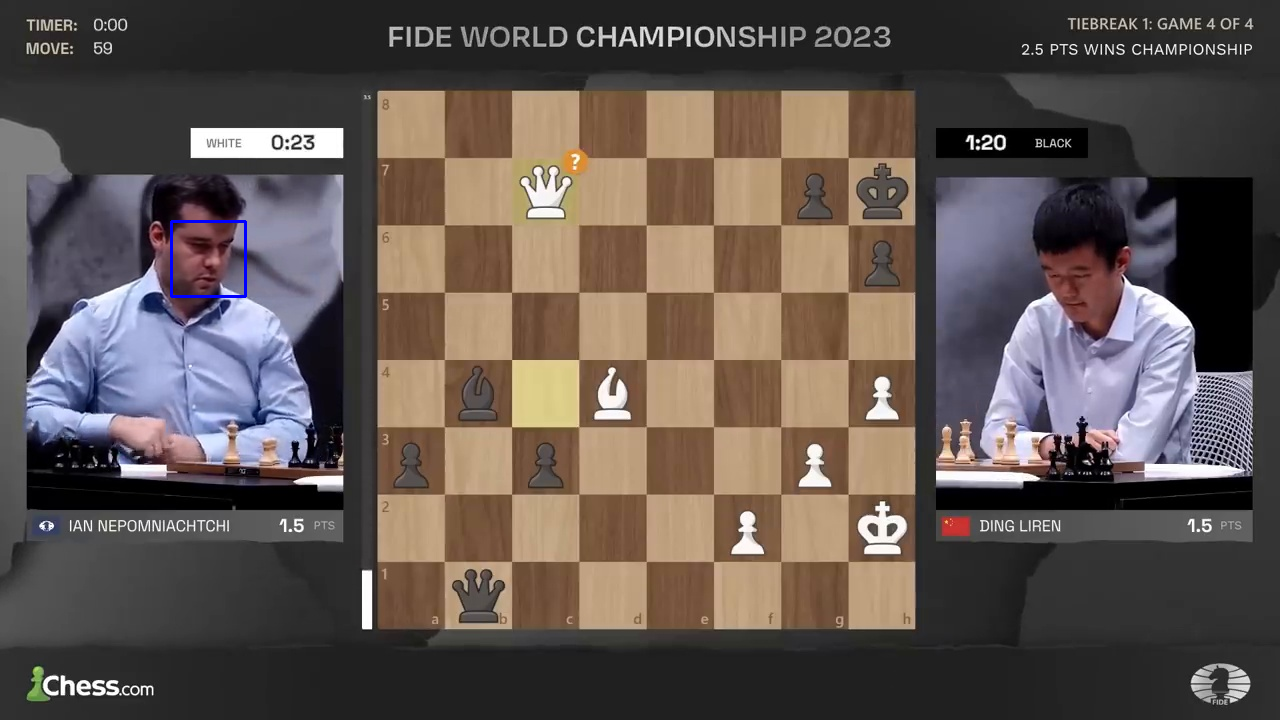 TIMER: 0:00
MOVE: 59
FIDE WORLD CHAMPIONSHIP 2023
TIEBREAK 1: GAME 4 OF 4
2.5 PTS WINS CHAMPIONSHIP
WHITE 0:23
1:20 BLACK
8
?
7
6
5
4
3
2
1
a b c d e f g h
IAN NEPOMNIACHTCHI 1.5 PTS
DING LIREN 1.5 PTS
Chess.com
FIDE